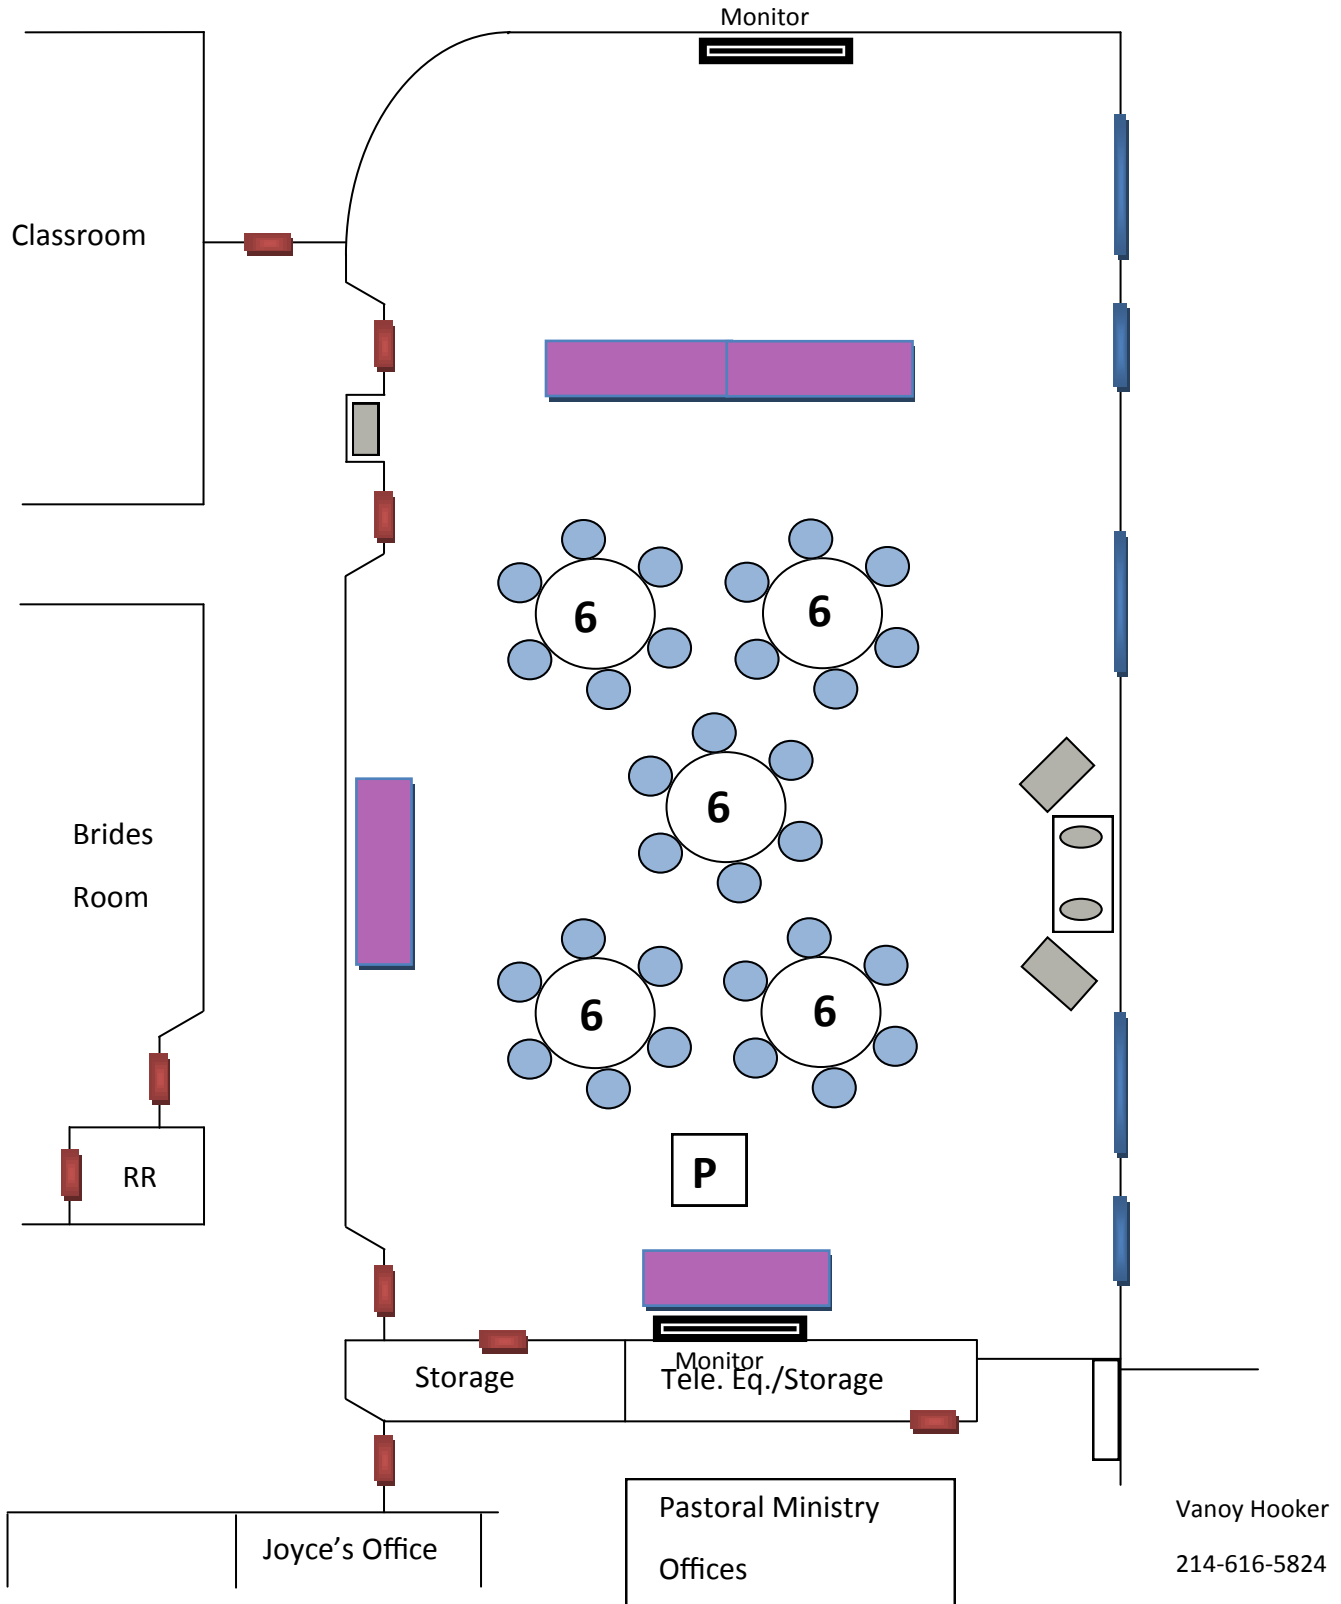 Monitor
Classroom
6
6
6
Brides
Room
6
6
P
RR
Monitor
Storage
Tele. Eq./Storage
Pastoral Ministry
Offices
Joyce’s Office
Vanoy Hooker
214-616-5824